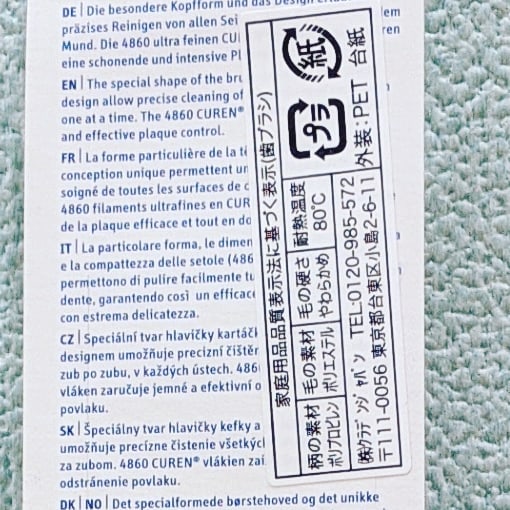 DE | Die besondere Kopfform und das Design
präzises Reinigen von allen Sei
Mund. Die 4860 ultra feinen CU
eine schonende und intensive Pl
EN | The special shape of the bru
design allow precise cleaning of
one at a time. The 4860 CUREN®
and effective plaque control.
FR | La forme particulière de la tê
conception unique permettent un
soigné de toutes les surfaces de
4860 filaments ultrafines en CUR
de la plaque efficace et tout en do
IT | La particolare forma, le dimen
e la compattezza delle setole (486
permettono di pulire facilmente tu
dente, garantendo così un efficac
con estrema delicatezza.
CZ | Speciální tvar hlavičky kartáč
designem umožňuje precizní čištěn
zub po zubu, v každých ústech. 486
vláken zaručuje jemné a efektivní o
povlaku.
SK | Špeciálny tvar hlavičky kefky a
umožňuje precízne čistenie všetkých
za zubom. 4860 CUREN® vlákien zai
odstránenie povlaku.
DK | NO | Det specialformede børstehoved og det unikke
家庭用品品質表示法に基づく表示(歯ブラシ)
柄の素材 毛の素材 毛の硬さ 耐熱温度
ポリプロピレン ポリエステル やわらかめ 80℃
プラ 紙
外装:PET 台紙
㈱クラデンジャパン TEL:0120-985-572
〒111-0056 東京都台東区小島2-6-11